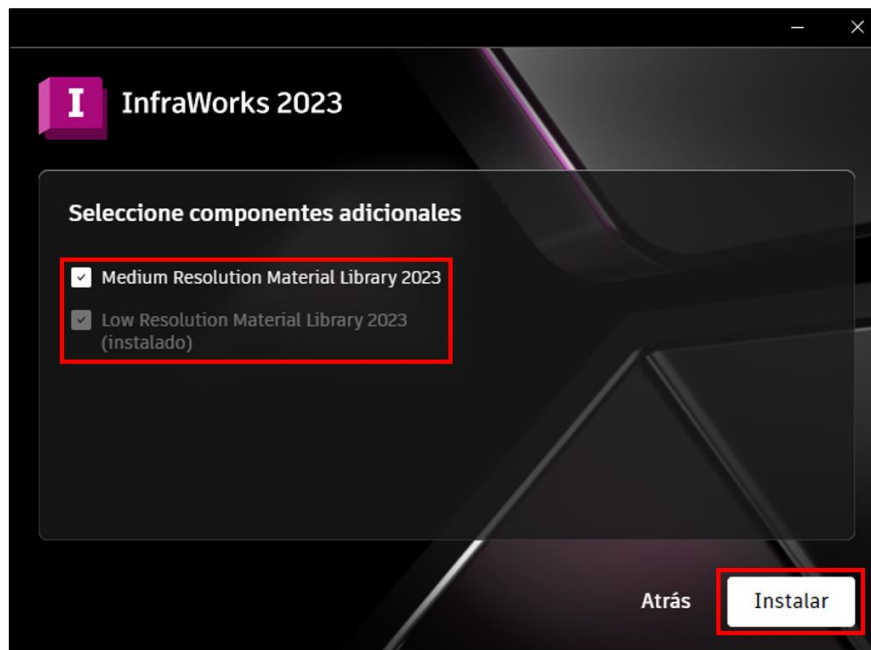 I InfraWorks 2023
Seleccione componentes adicionales
Medium Resolution Material Library 2023
Low Resolution Material Library 2023
(instalado)
Atrás Instalar